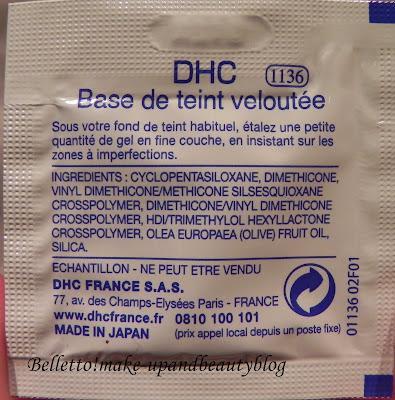 DHC 1136
Base de teint veloutée
Sous votre fond de teint habituel, étalez une petite
quantité de gel en fine couche, en insistant sur les
zones à imperfections.
INGREDIENTS : CYCLOPENTASILOXANE, DIMETHICONE,
VINYL DIMETHICONE/METHICONE SILSESQUIOXANE
CROSSPOLYMER, DIMETHICONE/VINYL DIMETHICONE
CROSSPOLYMER, HDI/TRIMETHYLOL HEXYLLACTONE
CROSSPOLYMER, OLEA EUROPAEA (OLIVE) FRUIT OIL,
SILICA.
ECHANTILLON - NE PEUT ETRE VENDU
DHC FRANCE S.A.S.
77, av. des Champs-Elysées Paris - FRANCE
www.dhcfrance.fr 0810 100 101
MADE IN JAPAN (prix appel local depuis un poste fixe)
01136 02F01
Belletto!make-upandbeautyblog